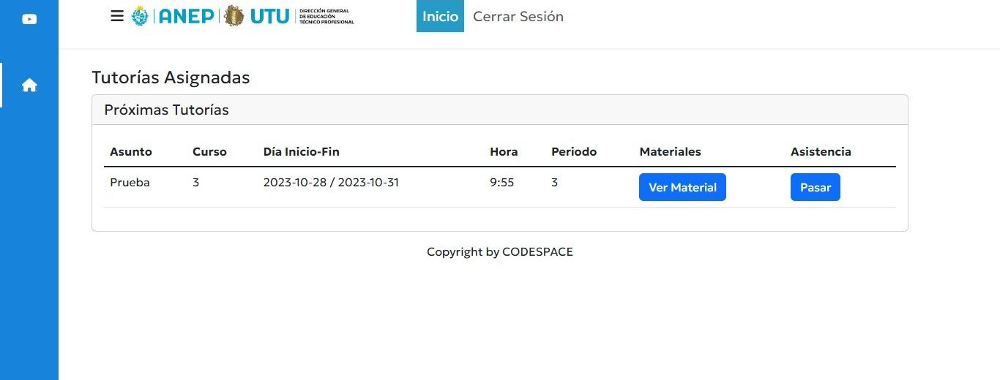 ANEP UTU DIRECCIÓN GENERAL
DE EDUCACIÓN
TÉCNICO PROFESIONAL
Inicio Cerrar Sesión
Tutorías Asignadas
Próximas Tutorías
Asunto Curso Día Inicio-Fin Hora Periodo Materiales Asistencia
Prueba 3 2023-10-28 / 2023-10-31 9:55 3 Ver Material Pasar
Copyright by CODESPACE